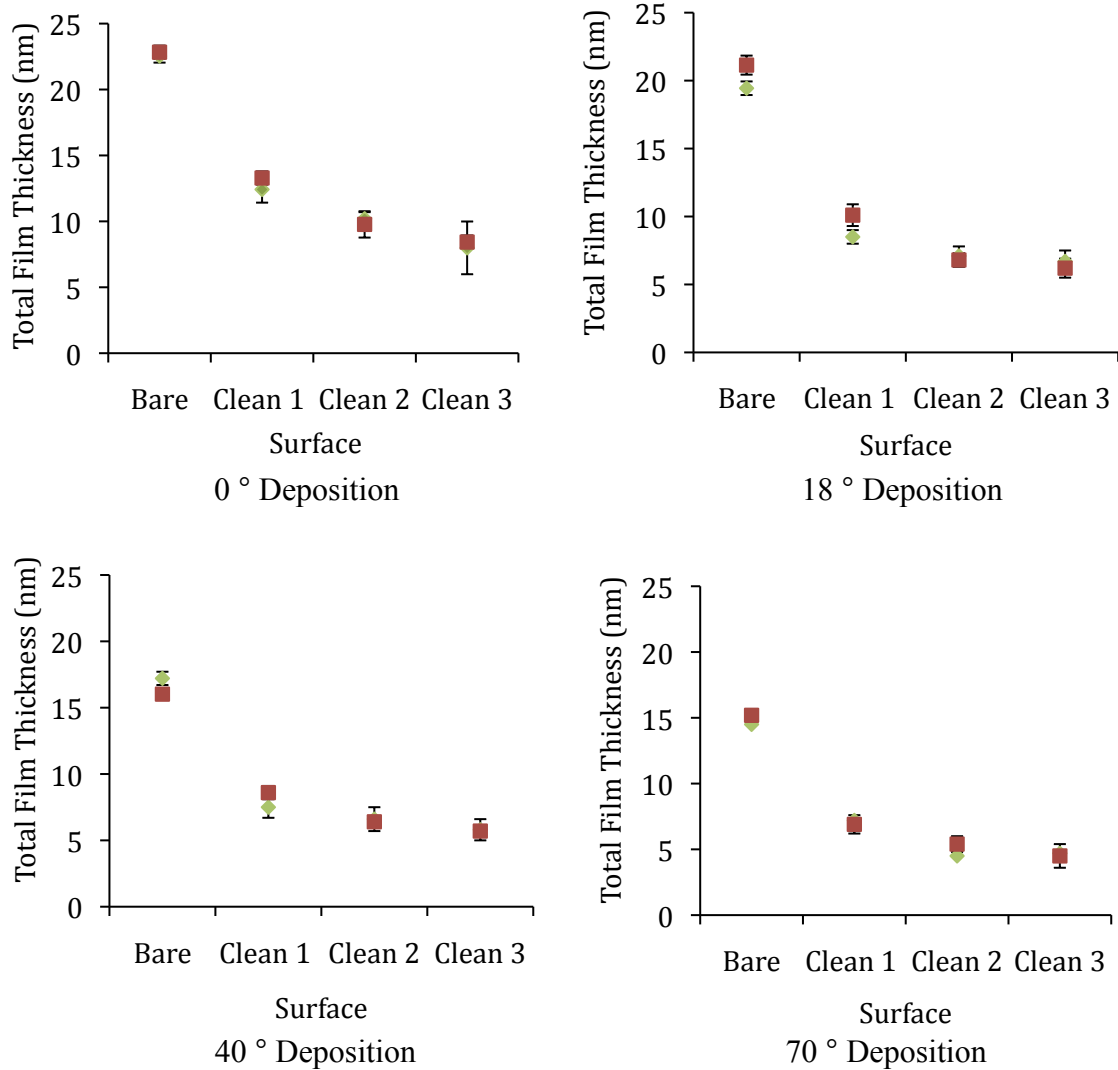 Total Film Thickness (nm)
25
20
15
10
5
0
Bare Clean 1 Clean 2 Clean 3
Surface
0 ° Deposition
Total Film Thickness (nm)
25
20
15
10
5
0
Bare Clean 1 Clean 2 Clean 3
Surface
18 ° Deposition
Total Film Thickness (nm)
25
20
15
10
5
0
Bare Clean 1 Clean 2 Clean 3
Surface
40 ° Deposition
Total Film Thickness (nm)
25
20
15
10
5
0
Bare Clean 1 Clean 2 Clean 3
Surface
70 ° Deposition